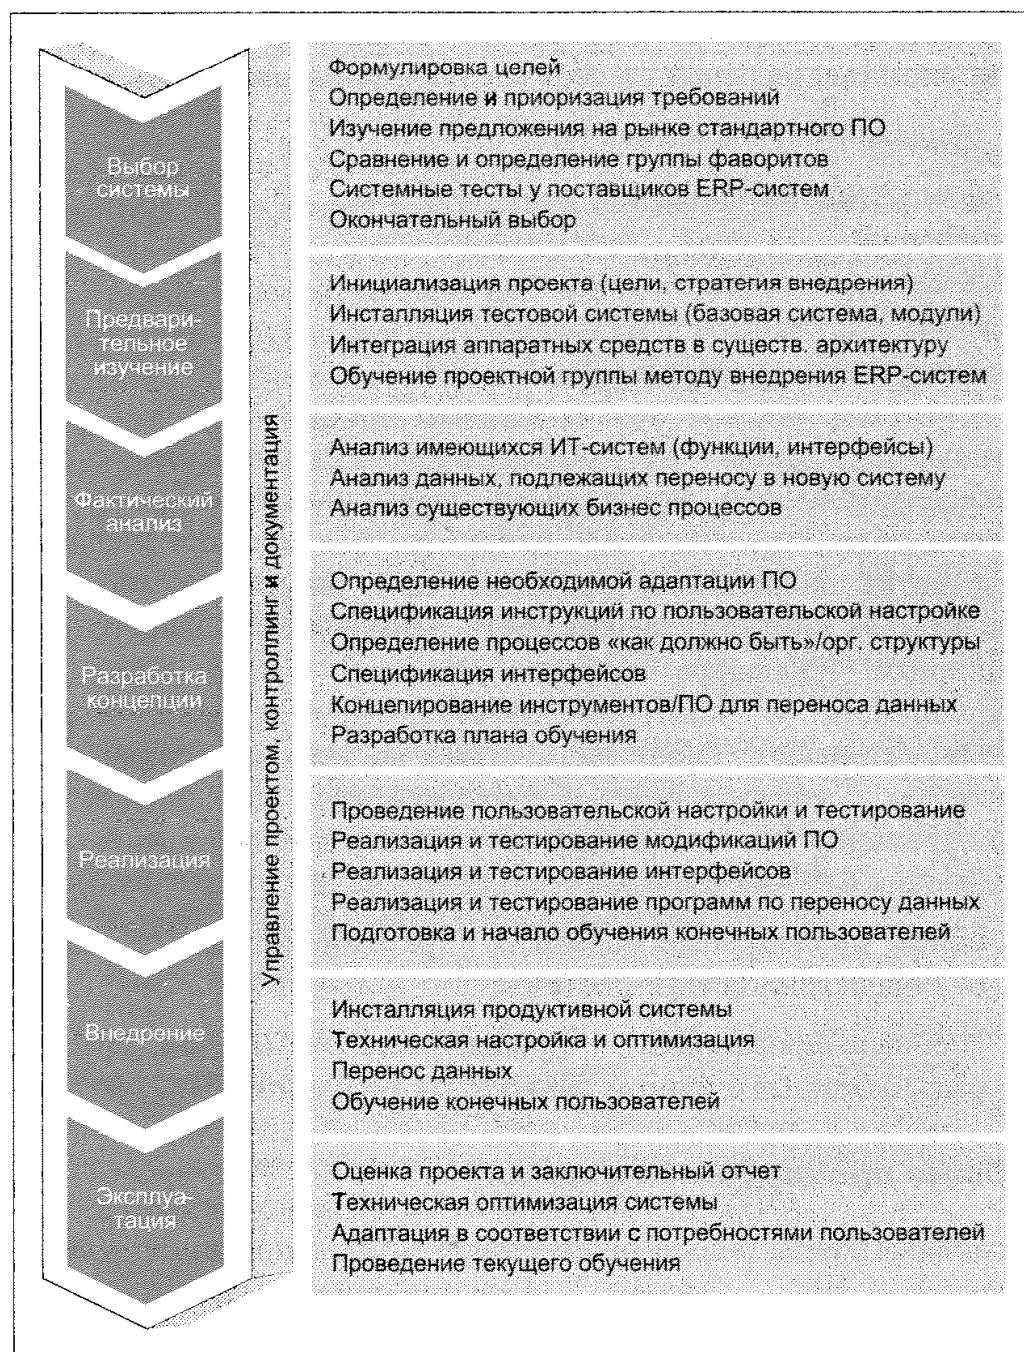 Выбор
системы
Формулировка целей
Определение и приоризация требований
Изучение предложения на рынке стандартного ПО
Сравнение и определение группы фаворитов
Системные тесты у поставщиков ERP-систем
Окончательный выбор
Предвари-
тельное
изучение
Инициализация проекта (цели, стратегия внедрения)
Инсталляция тестовой системы (базовая система, модули)
Интеграция аппаратных средств в существ. архитектуру
Обучение проектной группы методу внедрения ERP-систем
Фактический
анализ
Анализ имеющихся ИТ-систем (функции, интерфейсы)
Анализ данных, подлежащих переносу в новую систему
Анализ существующих бизнес процессов
Разработка
концепции
Определение необходимой адаптации ПО
Спецификация инструкций по пользовательской настройке
Определение процессов «как должно быть»/орг. структуры
Спецификация интерфейсов
Концепирование инструментов/ПО для переноса данных
Разработка плана обучения
Реализация
Проведение пользовательской настройки и тестирование
Реализация и тестирование модификаций ПО
Реализация и тестирование интерфейсов
Реализация и тестирование программ по переносу данных
Подготовка и начало обучения конечных пользователей
Внедрение
Инсталляция продуктивной системы
Техническая настройка и оптимизация
Перенос данных
Обучение конечных пользователей
Эксплуа-
тация
Оценка проекта и заключительный отчет
Техническая оптимизация системы
Адаптация в соответствии с потребностями пользователей
Проведение текущего обучения
Управление проектом, контроллинг и документация